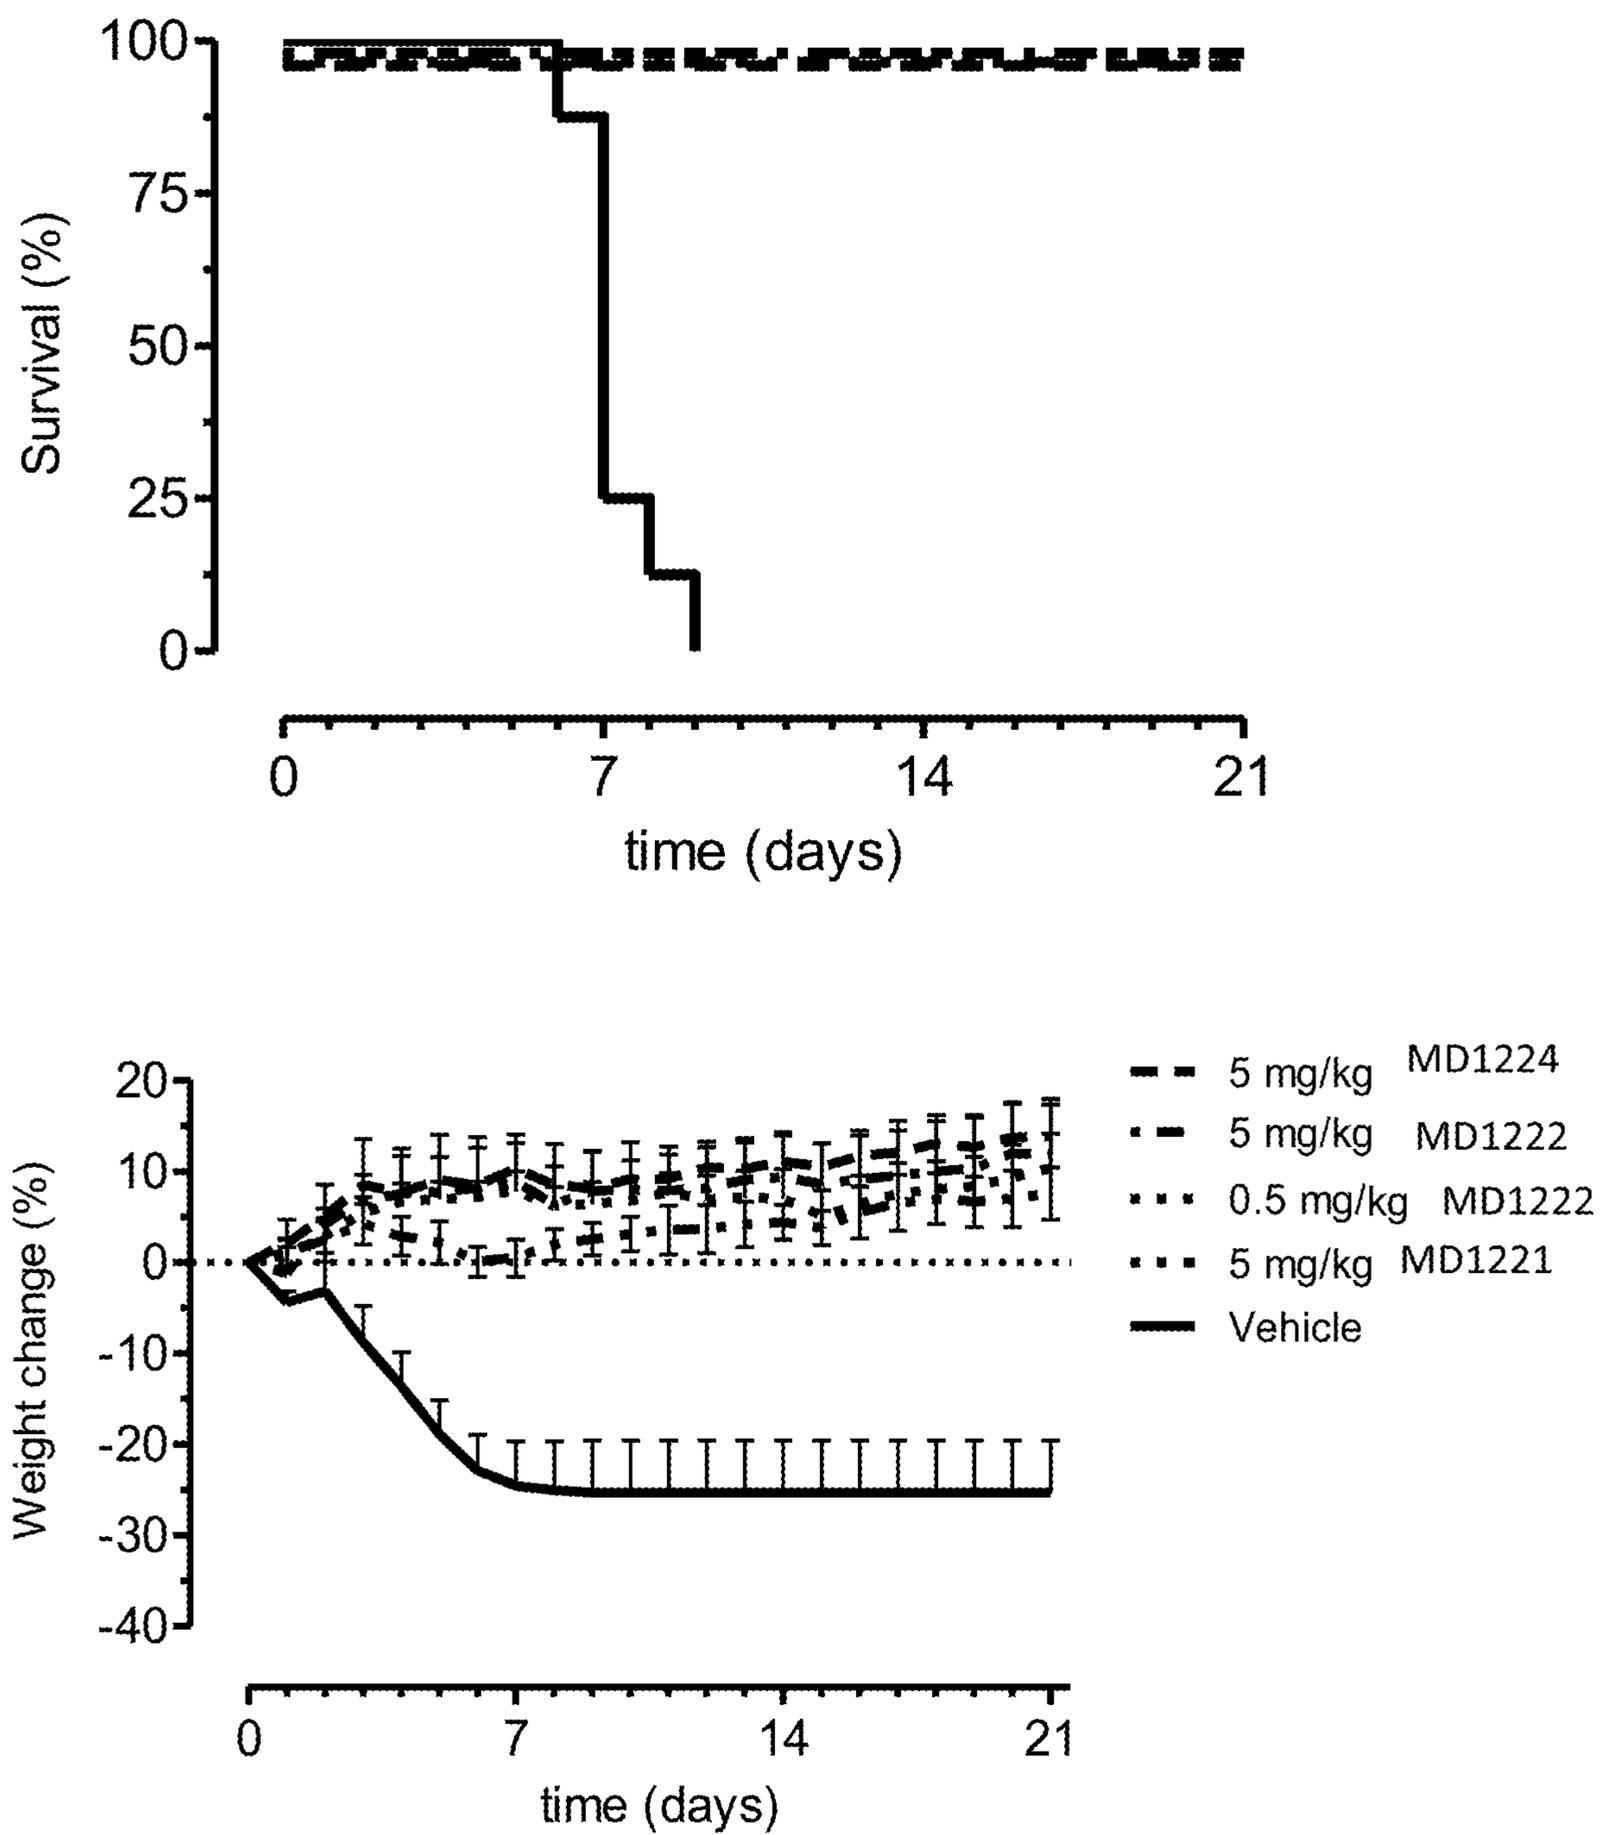 100
75
50
25
0
Survival (%)
0 7 14 21
time (days)
20
10
0
-10
-20
-30
-40
Weight change (%)
0 7 14 21
time (days)
5 mg/kg MD1224
5 mg/kg MD1222
0.5 mg/kg MD1222
5 mg/kg MD1221
Vehicle